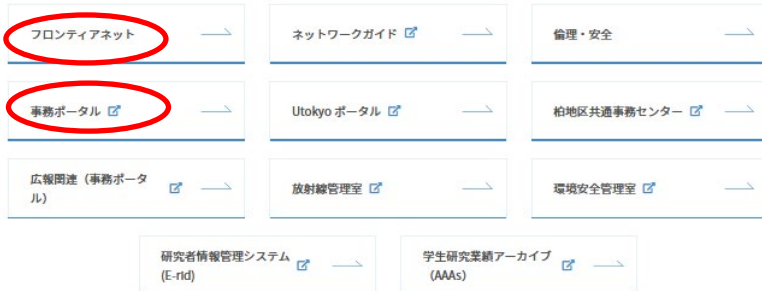 フロンティアネット
ネットワークガイド
倫理・安全
事務ポータル
Utokyo ポータル
柏地区共通事務センター
広報関連（事務ポータ
ル）
放射線管理室
環境安全管理室
研究者情報管理システム
(E-rid)
学生研究業績アーカイブ
（AAAs）